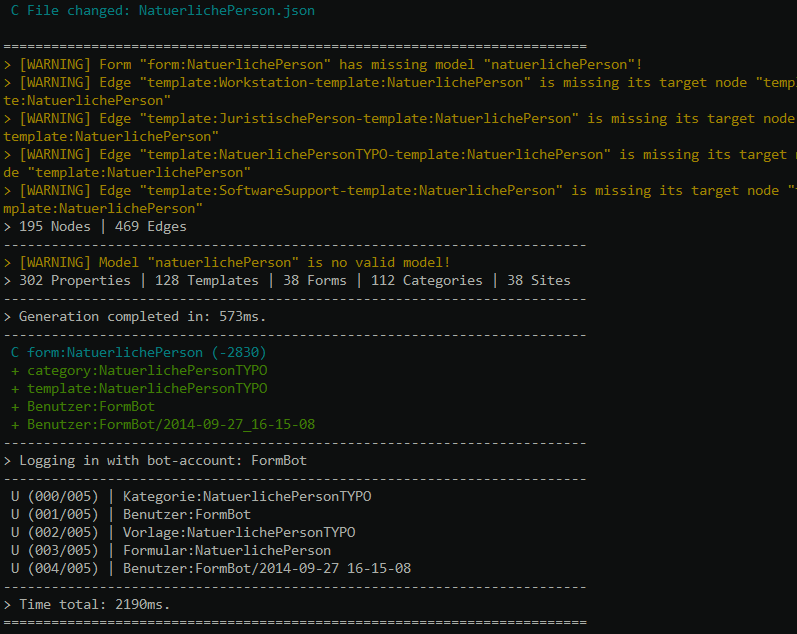 C File changed: NatuerlichePerson.json
=========================================================================
> [WARNING] Form "form:NatuerlichePerson" has missing model "natuerlichePerson"!
> [WARNING] Edge "template:Workstation-template:NatuerlichePerson" is missing its target node "temp
te:NatuerlichePerson"
> [WARNING] Edge "template:JuristischePerson-template:NatuerlichePerson" is missing its target node
template:NatuerlichePerson"
> [WARNING] Edge "template:NatuerlichePersonTYPO-template:NatuerlichePerson" is missing its target
de "template:NatuerlichePerson"
> [WARNING] Edge "template:SoftwareSupport-template:NatuerlichePerson" is missing its target node "
mplate:NatuerlichePerson"
> 195 Nodes | 469 Edges
-------------------------------------------------------------------------
> [WARNING] Model "natuerlichePerson" is no valid model!
> 302 Properties | 128 Templates | 38 Forms | 112 Categories | 38 Sites
-------------------------------------------------------------------------
> Generation completed in: 573ms.
-------------------------------------------------------------------------
C form:NatuerlichePerson (-2830)
+ category:NatuerlichePersonTYPO
+ template:NatuerlichePersonTYPO
+ Benutzer:FormBot
+ Benutzer:FormBot/2014-09-27_16-15-08
-------------------------------------------------------------------------
> Logging in with bot-account: FormBot
-------------------------------------------------------------------------
U (000/005) | Kategorie:NatuerlichePersonTYPO
U (001/005) | Benutzer:FormBot
U (002/005) | Vorlage:NatuerlichePersonTYPO
U (003/005) | Formular:NatuerlichePerson
U (004/005) | Benutzer:FormBot/2014-09-27 16-15-08
-------------------------------------------------------------------------
> Time total: 2190ms.
=========================================================================